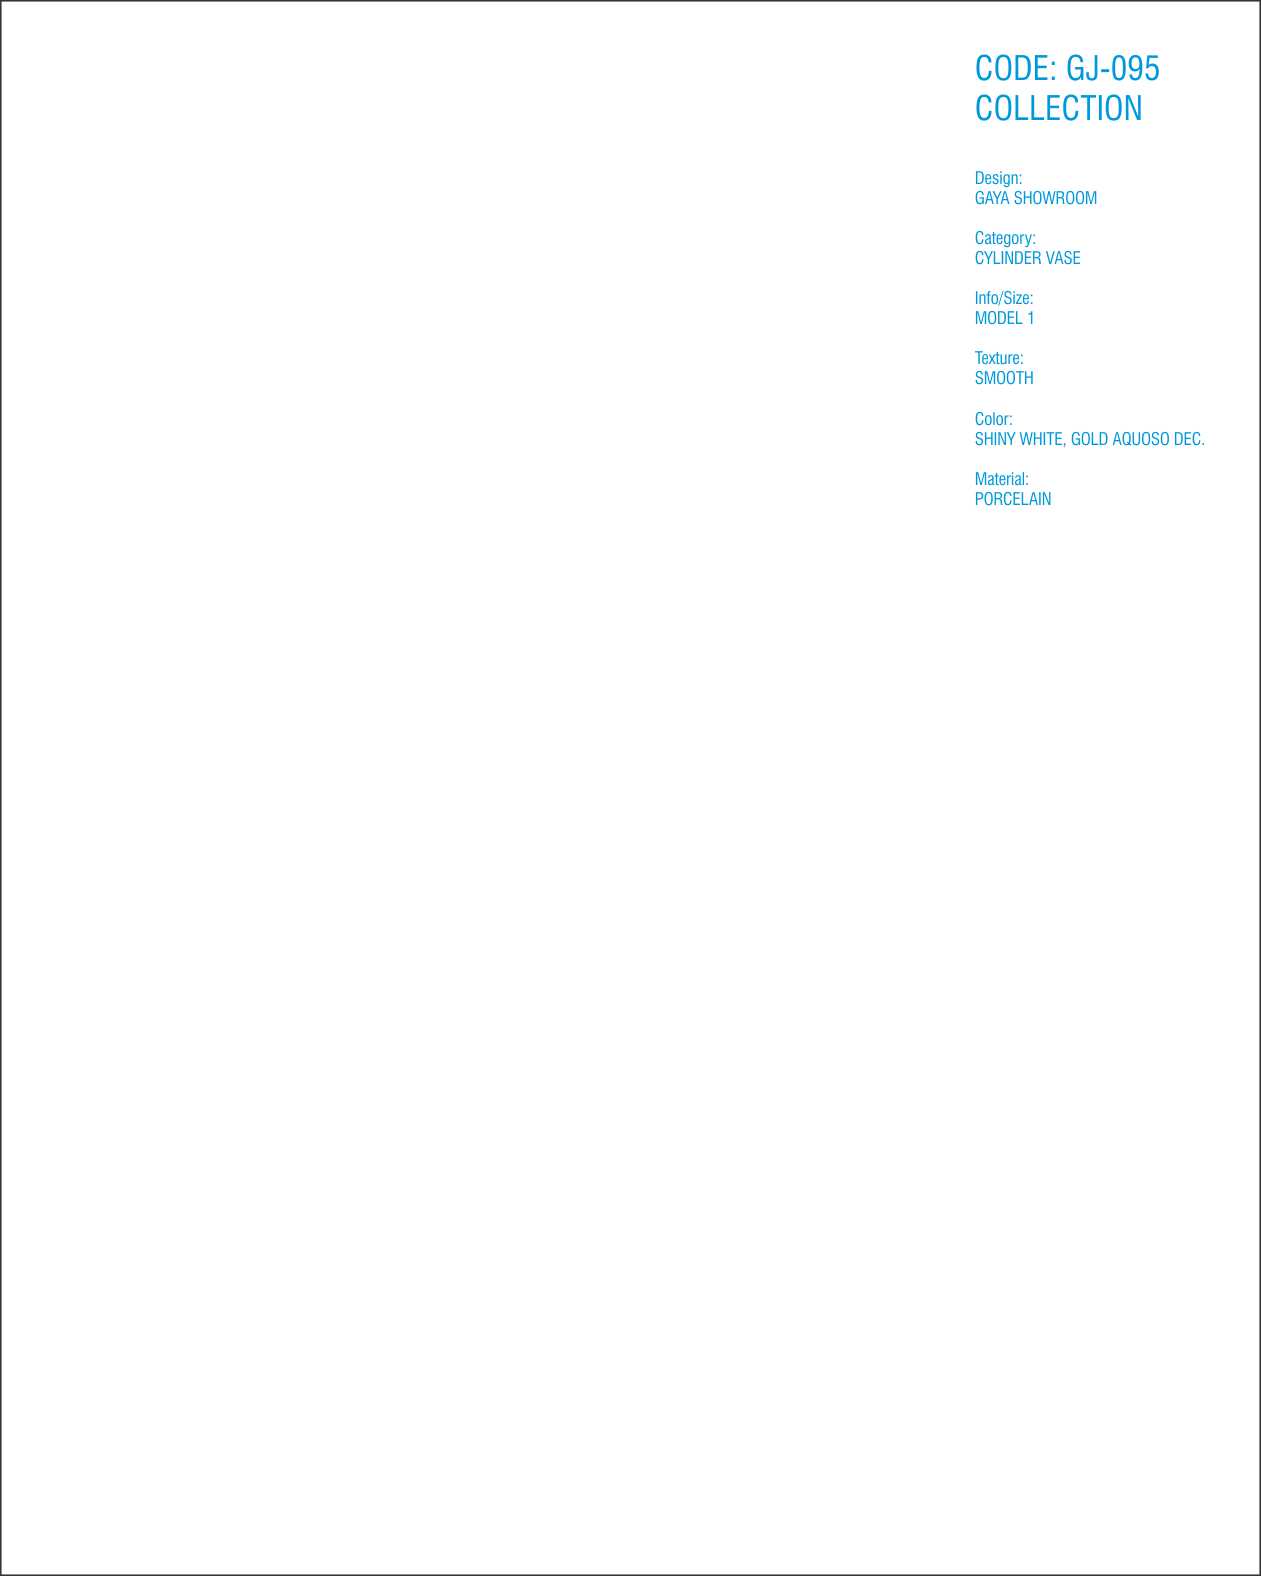 CODE: GJ-095
COLLECTION
Design:
GAYA SHOWROOM
Category:
CYLINDER VASE
Info/Size:
MODEL 1
Texture:
SMOOTH
Color:
SHINY WHITE, GOLD AQUOSO DEC.
Material:
PORCELAIN